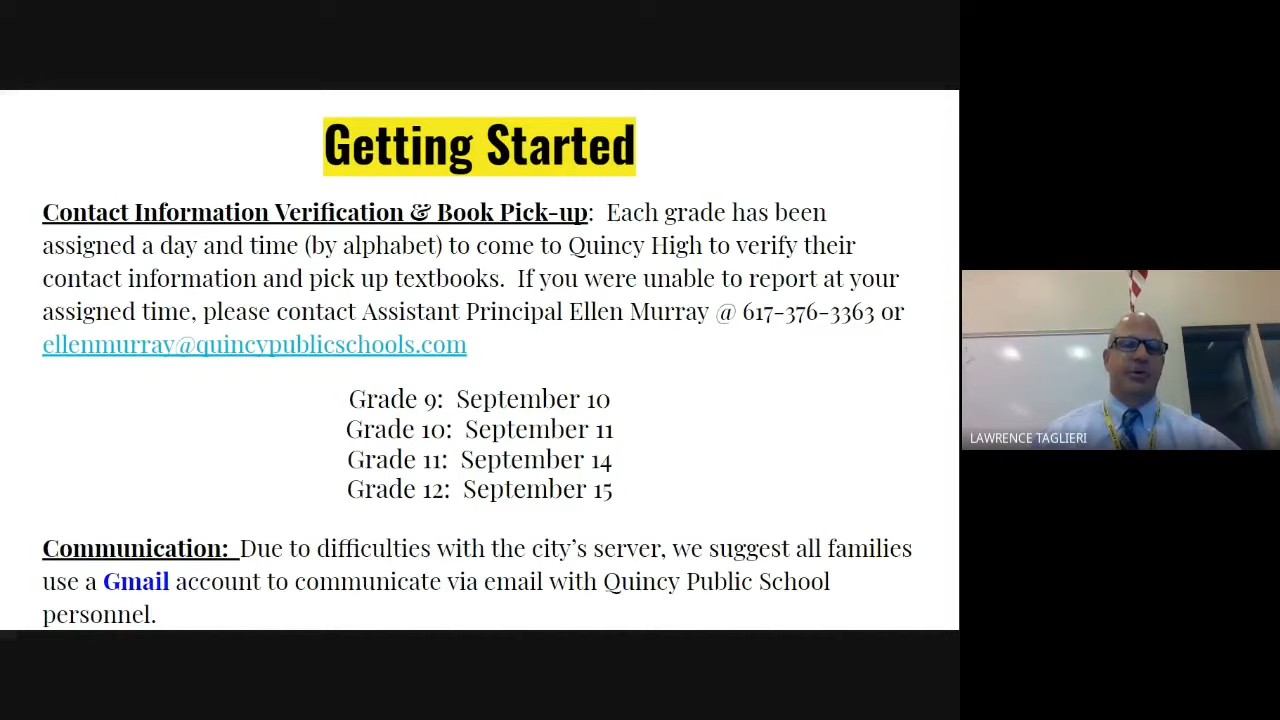 Getting Started
Contact Information Verification & Book Pick-up: Each grade has been
assigned a day and time (by alphabet) to come to Quincy High to verify their
contact information and pick up textbooks. If you were unable to report at your
assigned time, please contact Assistant Principal Ellen Murray @ 617-376-3363 or
ellenmurray@quincypublicschools.com
Grade 9: September 10
Grade 10: September 11
Grade 11: September 14
Grade 12: September 15
Communication: Due to difficulties with the city's server, we suggest all families
use a Gmail account to communicate via email with Quincy Public School
personnel.
LAWRENCE TAGLIERI